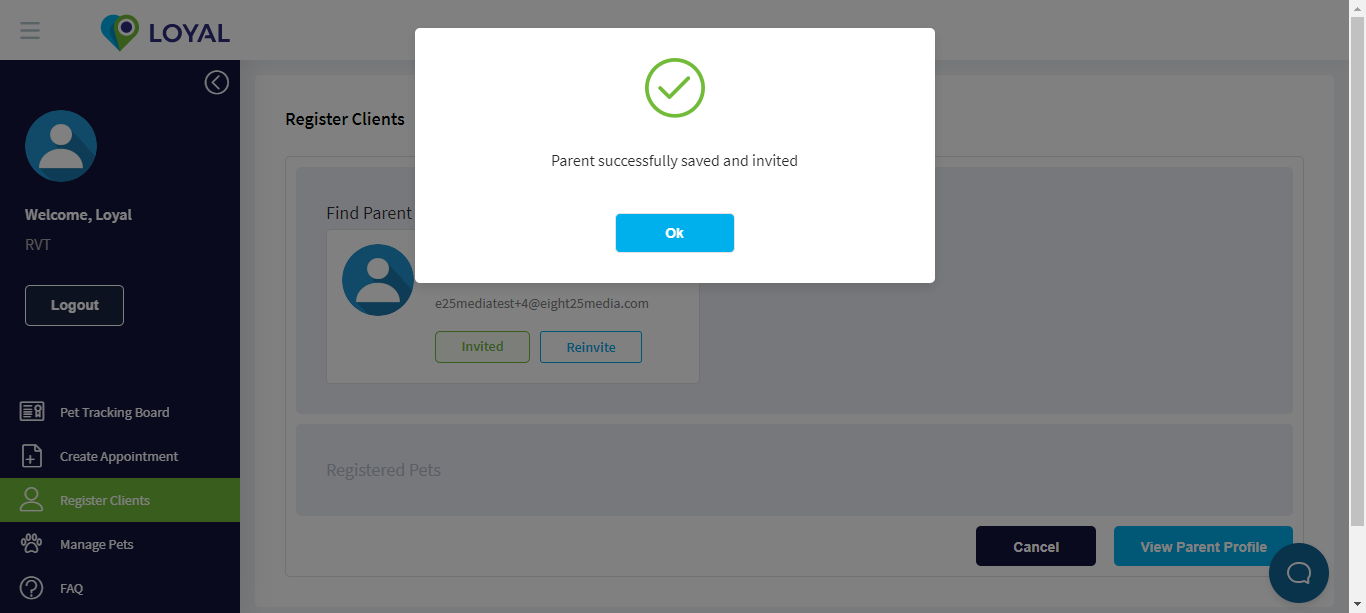 LOYAL
Parent successfully saved and invited
Ok
Welcome, Loyal
RVT
Logout
Pet Tracking Board
Create Appointment
Register Clients
Manage Pets
FAQ
Register Clients
Find Parent
e25mediatest+4@eight25media.com
Invited Reinvite
Registered Pets
Cancel View Parent Profile